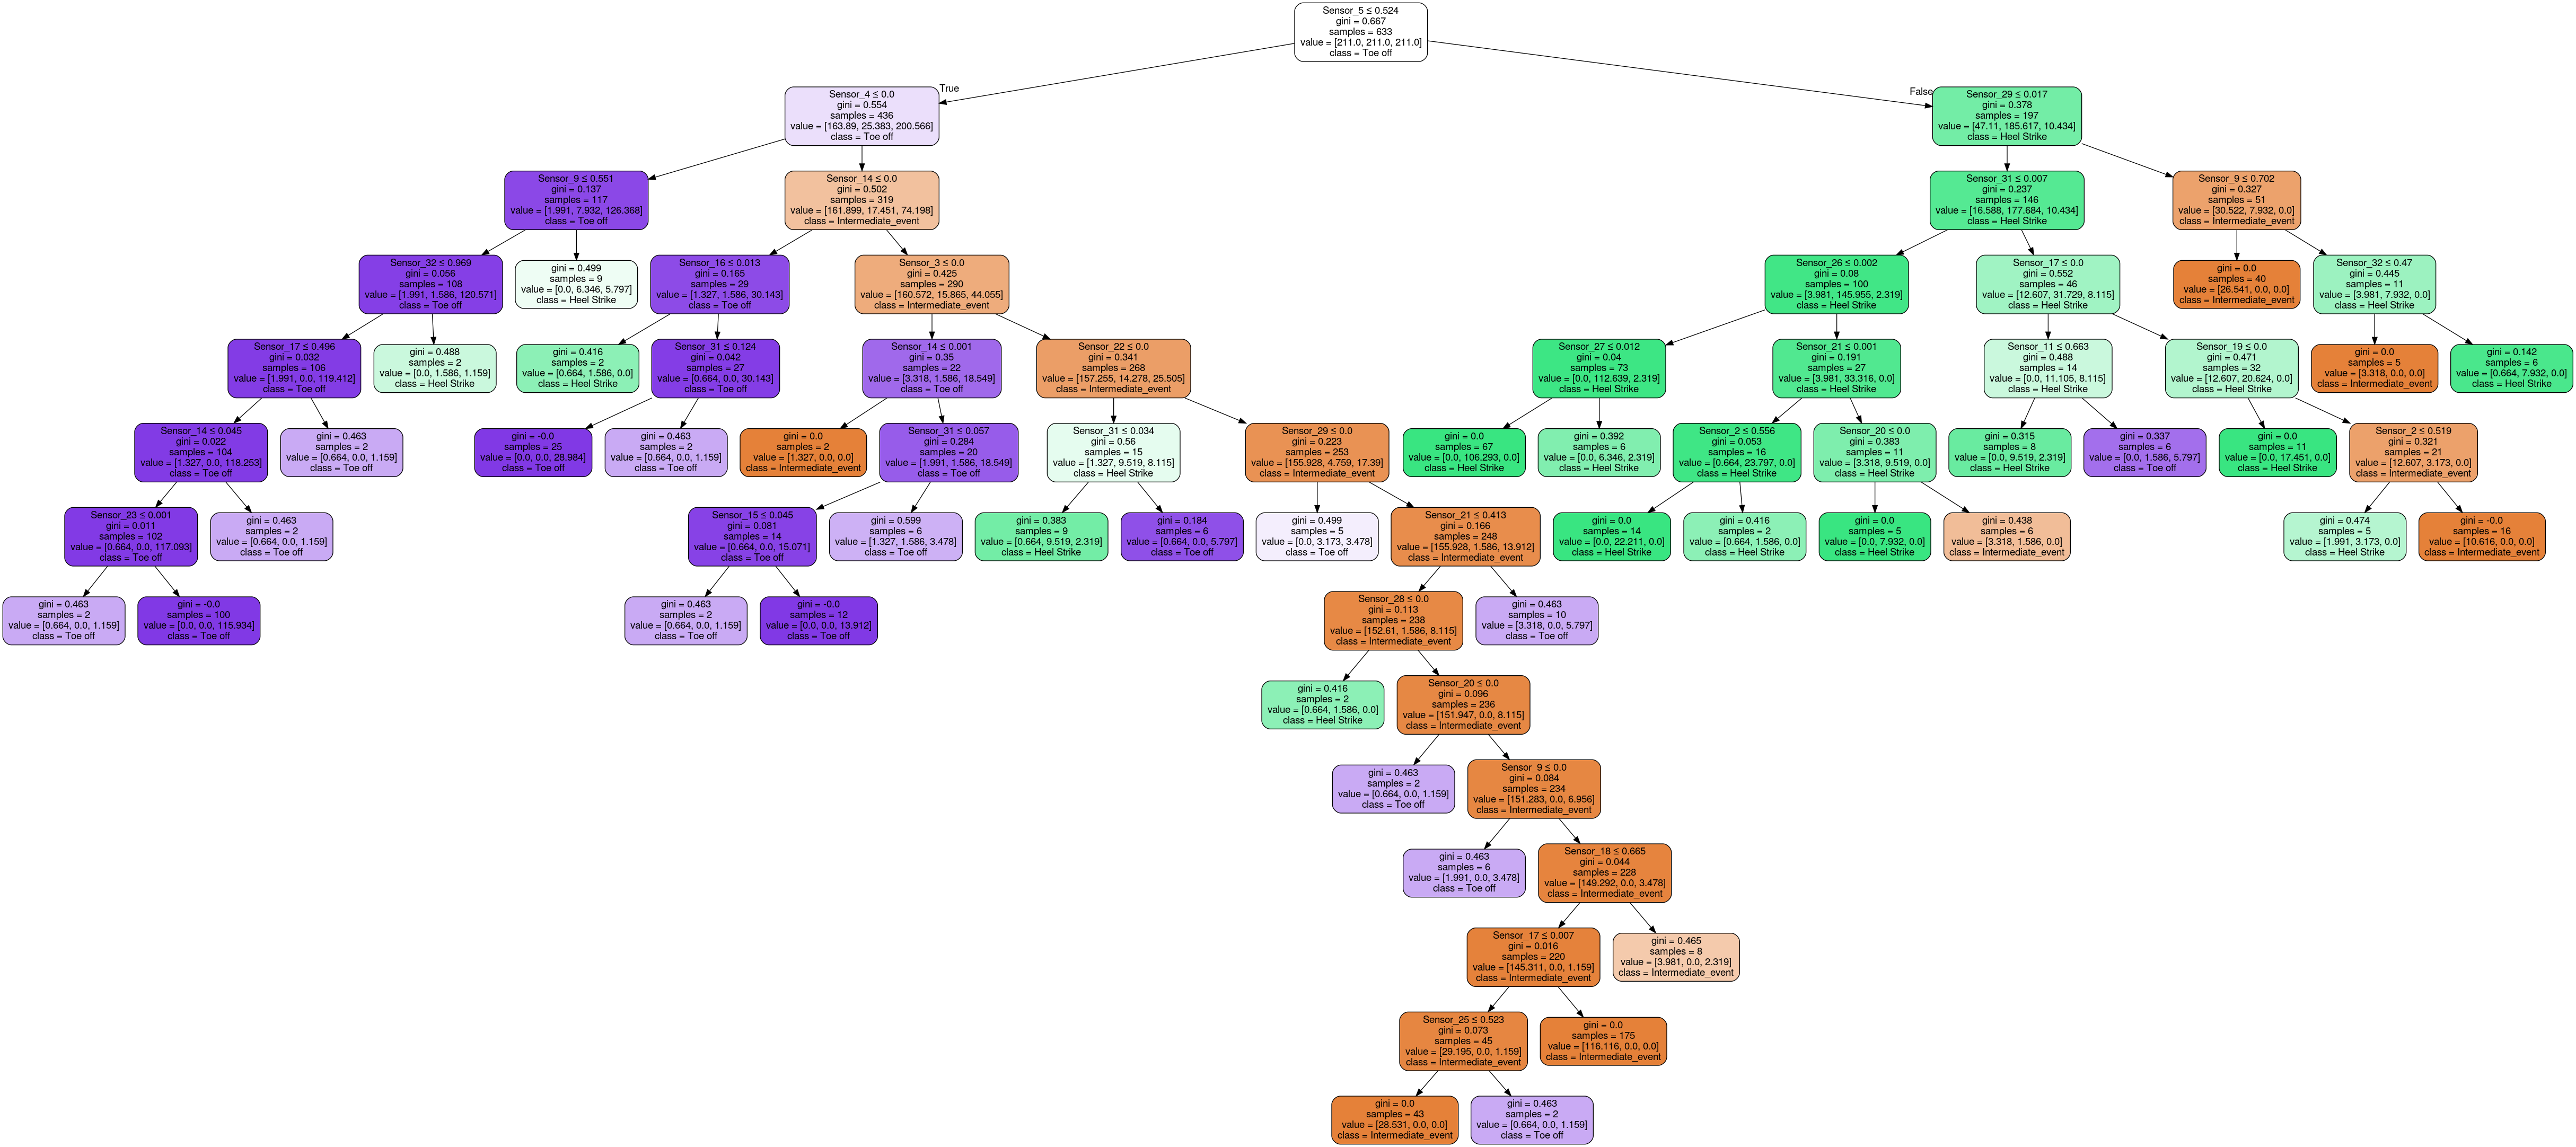 Sensor_5 ≤ 0.524
gini = 0.667
samples = 633
value = [211.0, 211.0, 211.0]
class = Toe off
True
False
Sensor_4 ≤ 0.0
gini = 0.554
samples = 436
value = [163.89, 25.383, 200.566]
class = Toe off
Sensor_29 ≤ 0.017
gini = 0.378
samples = 197
value = [47.11, 185.617, 10.434]
class = Heel Strike
Sensor_9 ≤ 0.551
gini = 0.137
samples = 117
value = [1.991, 7.932, 126.368]
class = Toe off
Sensor_14 ≤ 0.0
gini = 0.502
samples = 319
value = [161.899, 17.451, 74.198]
class = Intermediate_event
Sensor_31 ≤ 0.007
gini = 0.237
samples = 146
value = [16.588, 177.684, 10.434]
class = Heel Strike
Sensor_9 ≤ 0.702
gini = 0.327
samples = 51
value = [30.522, 7.932, 0.0]
class = Intermediate_event
Sensor_32 ≤ 0.969
gini = 0.056
samples = 108
value = [1.991, 1.586, 120.571]
class = Toe off
gini = 0.499
samples = 9
value = [0.0, 6.346, 5.797]
class = Heel Strike
Sensor_16 ≤ 0.013
gini = 0.165
samples = 29
value = [1.327, 1.586, 30.143]
class = Toe off
Sensor_3 ≤ 0.0
gini = 0.425
samples = 290
value = [160.572, 15.865, 44.055]
class = Intermediate_event
Sensor_26 ≤ 0.002
gini = 0.08
samples = 100
value = [3.981, 145.955, 2.319]
class = Heel Strike
Sensor_17 ≤ 0.0
gini = 0.552
samples = 46
value = [12.607, 31.729, 8.115]
class = Heel Strike
gini = 0.0
samples = 40
value = [26.541, 0.0, 0.0]
class = Intermediate_event
Sensor_32 ≤ 0.47
gini = 0.445
samples = 11
value = [3.981, 7.932, 0.0]
class = Heel Strike
Sensor_17 ≤ 0.496
gini = 0.032
samples = 106
value = [1.991, 0.0, 119.412]
class = Toe off
gini = 0.488
samples = 2
value = [0.0, 1.586, 1.159]
class = Heel Strike
gini = 0.416
samples = 2
value = [0.664, 1.586, 0.0]
class = Heel Strike
Sensor_31 ≤ 0.124
gini = 0.042
samples = 27
value = [0.664, 0.0, 30.143]
class = Toe off
Sensor_14 ≤ 0.001
gini = 0.35
samples = 22
value = [3.318, 1.586, 18.549]
class = Toe off
Sensor_22 ≤ 0.0
gini = 0.341
samples = 268
value = [157.255, 14.278, 25.505]
class = Intermediate_event
Sensor_27 ≤ 0.012
gini = 0.04
samples = 73
value = [0.0, 112.639, 2.319]
class = Heel Strike
Sensor_21 ≤ 0.001
gini = 0.191
samples = 27
value = [3.981, 33.316, 0.0]
class = Heel Strike
Sensor_11 ≤ 0.663
gini = 0.488
samples = 14
value = [0.0, 11.105, 8.115]
class = Heel Strike
Sensor_19 ≤ 0.0
gini = 0.471
samples = 32
value = [12.607, 20.624, 0.0]
class = Heel Strike
gini = 0.0
samples = 5
value = [3.318, 0.0, 0.0]
class = Intermediate_event
gini = 0.142
samples = 6
value = [0.664, 7.932, 0.0]
class = Heel Strike
Sensor_14 ≤ 0.045
gini = 0.022
samples = 104
value = [1.327, 0.0, 118.253]
class = Toe off
gini = 0.463
samples = 2
value = [0.664, 0.0, 1.159]
class = Toe off
gini = -0.0
samples = 25
value = [0.0, 0.0, 28.984]
class = Toe off
gini = 0.463
samples = 2
value = [0.664, 0.0, 1.159]
class = Toe off
gini = 0.0
samples = 2
value = [1.327, 0.0, 0.0]
class = Intermediate_event
Sensor_31 ≤ 0.057
gini = 0.284
samples = 20
value = [1.991, 1.586, 18.549]
class = Toe off
Sensor_31 ≤ 0.034
gini = 0.56
samples = 15
value = [1.327, 9.519, 8.115]
class = Heel Strike
Sensor_29 ≤ 0.0
gini = 0.223
samples = 253
value = [155.928, 4.759, 17.39]
class = Intermediate_event
gini = 0.0
samples = 67
value = [0.0, 106.293, 0.0]
class = Heel Strike
gini = 0.392
samples = 6
value = [0.0, 6.346, 2.319]
class = Heel Strike
Sensor_2 ≤ 0.556
gini = 0.053
samples = 16
value = [0.664, 23.797, 0.0]
class = Heel Strike
Sensor_20 ≤ 0.0
gini = 0.383
samples = 11
value = [3.318, 9.519, 0.0]
class = Heel Strike
gini = 0.315
samples = 8
value = [0.0, 9.519, 2.319]
class = Heel Strike
gini = 0.337
samples = 6
value = [0.0, 1.586, 5.797]
class = Toe off
gini = 0.0
samples = 11
value = [0.0, 17.451, 0.0]
class = Heel Strike
Sensor_2 ≤ 0.519
gini = 0.321
samples = 21
value = [12.607, 3.173, 0.0]
class = Intermediate_event
Sensor_23 ≤ 0.001
gini = 0.011
samples = 102
value = [0.664, 0.0, 117.093]
class = Toe off
gini = 0.463
samples = 2
value = [0.664, 0.0, 1.159]
class = Toe off
Sensor_15 ≤ 0.045
gini = 0.081
samples = 14
value = [0.664, 0.0, 15.071]
class = Toe off
gini = 0.599
samples = 6
value = [1.327, 1.586, 3.478]
class = Toe off
gini = 0.383
samples = 9
value = [0.664, 9.519, 2.319]
class = Heel Strike
gini = 0.184
samples = 6
value = [0.664, 0.0, 5.797]
class = Toe off
gini = 0.499
samples = 5
value = [0.0, 3.173, 3.478]
class = Toe off
Sensor_21 ≤ 0.413
gini = 0.166
samples = 248
value = [155.928, 1.586, 13.912]
class = Intermediate_event
gini = 0.0
samples = 14
value = [0.0, 22.211, 0.0]
class = Heel Strike
gini = 0.416
samples = 2
value = [0.664, 1.586, 0.0]
class = Heel Strike
gini = 0.0
samples = 5
value = [0.0, 7.932, 0.0]
class = Heel Strike
gini = 0.438
samples = 6
value = [3.318, 1.586, 0.0]
class = Intermediate_event
gini = 0.474
samples = 5
value = [1.991, 3.173, 0.0]
class = Heel Strike
gini = -0.0
samples = 16
value = [10.616, 0.0, 0.0]
class = Intermediate_event
gini = 0.463
samples = 2
value = [0.664, 0.0, 1.159]
class = Toe off
gini = -0.0
samples = 100
value = [0.0, 0.0, 115.934]
class = Toe off
gini = 0.463
samples = 2
value = [0.664, 0.0, 1.159]
class = Toe off
gini = -0.0
samples = 12
value = [0.0, 0.0, 13.912]
class = Toe off
Sensor_28 ≤ 0.0
gini = 0.113
samples = 238
value = [152.61, 1.586, 8.115]
class = Intermediate_event
gini = 0.463
samples = 10
value = [3.318, 0.0, 5.797]
class = Toe off
gini = 0.416
samples = 2
value = [0.664, 1.586, 0.0]
class = Heel Strike
Sensor_20 ≤ 0.0
gini = 0.096
samples = 236
value = [151.947, 0.0, 8.115]
class = Intermediate_event
gini = 0.463
samples = 2
value = [0.664, 0.0, 1.159]
class = Toe off
Sensor_9 ≤ 0.0
gini = 0.084
samples = 234
value = [151.283, 0.0, 6.956]
class = Intermediate_event
gini = 0.463
samples = 6
value = [1.991, 0.0, 3.478]
class = Toe off
Sensor_18 ≤ 0.665
gini = 0.044
samples = 228
value = [149.292, 0.0, 3.478]
class = Intermediate_event
Sensor_17 ≤ 0.007
gini = 0.016
samples = 220
value = [145.311, 0.0, 1.159]
class = Intermediate_event
gini = 0.465
samples = 8
value = [3.981, 0.0, 2.319]
class = Intermediate_event
Sensor_25 ≤ 0.523
gini = 0.073
samples = 45
value = [29.195, 0.0, 1.159]
class = Intermediate_event
gini = 0.0
samples = 175
value = [116.116, 0.0, 0.0]
class = Intermediate_event
gini = 0.0
samples = 43
value = [28.531, 0.0, 0.0]
class = Intermediate_event
gini = 0.463
samples = 2
value = [0.664, 0.0, 1.159]
class = Toe off